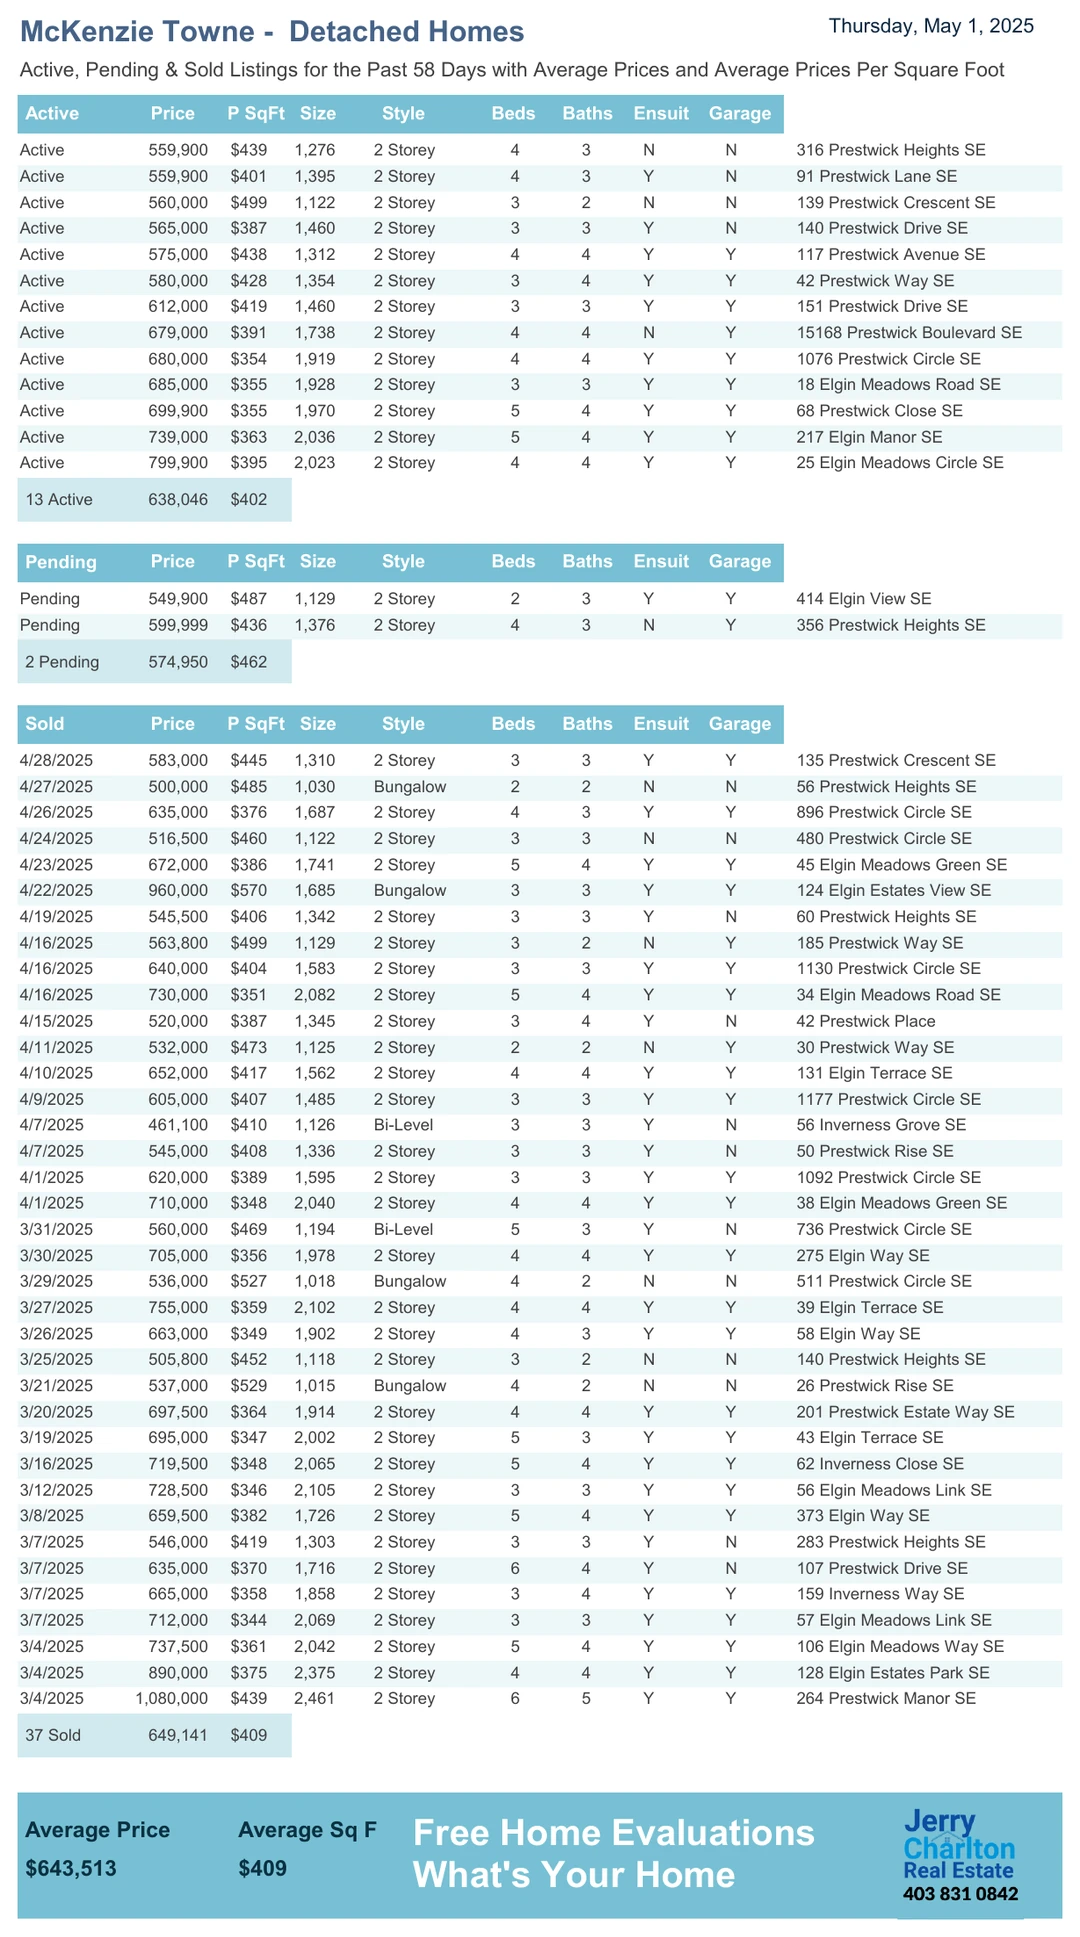 McKenzie Towne - Detached Homes
Thursday, May 1, 2025
Active, Pending & Sold Listings for the Past 58 Days with Average Prices and Average Prices Per Square Foot
Active Price P SqFt Size Style Beds Baths Ensuit Garage
Active 559,900 $439 1,276 2 Storey 4 3 N N 316 Prestwick Heights SE
Active 559,900 $401 1,395 2 Storey 4 3 Y N 91 Prestwick Lane SE
Active 560,000 $499 1,122 2 Storey 3 2 N N 139 Prestwick Crescent SE
Active 565,000 $387 1,460 2 Storey 3 3 Y N 140 Prestwick Drive SE
Active 575,000 $438 1,312 2 Storey 4 4 Y Y 117 Prestwick Avenue SE
Active 580,000 $428 1,354 2 Storey 3 4 Y Y 42 Prestwick Way SE
Active 612,000 $419 1,460 2 Storey 3 3 Y Y 151 Prestwick Drive SE
Active 679,000 $391 1,738 2 Storey 4 4 N Y 15168 Prestwick Boulevard SE
Active 680,000 $354 1,919 2 Storey 4 4 Y Y 1076 Prestwick Circle SE
Active 685,000 $355 1,928 2 Storey 3 3 Y Y 18 Elgin Meadows Road SE
Active 699,900 $355 1,970 2 Storey 5 4 Y Y 68 Prestwick Close SE
Active 739,000 $363 2,036 2 Storey 5 4 Y Y 217 Elgin Manor SE
Active 799,900 $395 2,023 2 Storey 4 4 Y Y 25 Elgin Meadows Circle SE
13 Active 638,046 $402
Pending Price P SqFt Size Style Beds Baths Ensuit Garage
Pending 549,900 $487 1,129 2 Storey 2 3 Y Y 414 Elgin View SE
Pending 599,999 $436 1,376 2 Storey 4 3 N Y 356 Prestwick Heights SE
2 Pending 574,950 $462
Sold Price P SqFt Size Style Beds Baths Ensuit Garage
4/28/2025 583,000 $445 1,310 2 Storey 3 3 Y Y 135 Prestwick Crescent SE
4/27/2025 500,000 $485 1,030 Bungalow 2 2 N N 56 Prestwick Heights SE
4/26/2025 635,000 $376 1,687 2 Storey 4 3 Y Y 896 Prestwick Circle SE
4/24/2025 516,500 $460 1,122 2 Storey 3 3 N N 480 Prestwick Circle SE
4/23/2025 672,000 $386 1,741 2 Storey 5 4 Y Y 45 Elgin Meadows Green SE
4/22/2025 960,000 $570 1,685 Bungalow 3 3 Y Y 124 Elgin Estates View SE
4/19/2025 545,500 $406 1,342 2 Storey 3 3 Y N 60 Prestwick Heights SE
4/16/2025 563,800 $499 1,129 2 Storey 3 2 N Y 185 Prestwick Way SE
4/16/2025 640,000 $404 1,583 2 Storey 3 3 Y Y 1130 Prestwick Circle SE
4/16/2025 730,000 $351 2,082 2 Storey 5 4 Y Y 34 Elgin Meadows Road SE
4/15/2025 520,000 $387 1,345 2 Storey 3 4 Y N 42 Prestwick Place
4/11/2025 532,000 $473 1,125 2 Storey 2 2 N Y 30 Prestwick Way SE
4/10/2025 652,000 $417 1,562 2 Storey 4 4 Y Y 131 Elgin Terrace SE
4/9/2025 605,000 $407 1,485 2 Storey 3 3 Y Y 1177 Prestwick Circle SE
4/7/2025 461,100 $410 1,126 Bi-Level 3 3 Y N 56 Inverness Grove SE
4/7/2025 545,000 $408 1,336 2 Storey 3 3 Y N 50 Prestwick Rise SE
4/1/2025 620,000 $389 1,595 2 Storey 3 3 Y Y 1092 Prestwick Circle SE
4/1/2025 710,000 $348 2,040 2 Storey 4 4 Y Y 38 Elgin Meadows Green SE
3/31/2025 560,000 $469 1,194 Bi-Level 5 3 Y N 736 Prestwick Circle SE
3/30/2025 705,000 $356 1,978 2 Storey 4 4 Y Y 275 Elgin Way SE
3/29/2025 536,000 $527 1,018 Bungalow 4 2 N N 511 Prestwick Circle SE
3/27/2025 755,000 $359 2,102 2 Storey 4 4 Y Y 39 Elgin Terrace SE
3/26/2025 663,000 $349 1,902 2 Storey 4 3 Y Y 58 Elgin Way SE
3/25/2025 505,800 $452 1,118 2 Storey 3 2 N N 140 Prestwick Heights SE
3/21/2025 537,000 $529 1,015 Bungalow 4 2 N N 26 Prestwick Rise SE
3/20/2025 697,500 $364 1,914 2 Storey 4 4 Y Y 201 Prestwick Estate Way SE
3/19/2025 695,000 $347 2,002 2 Storey 5 3 Y Y 43 Elgin Terrace SE
3/16/2025 719,500 $348 2,065 2 Storey 5 4 Y Y 62 Inverness Close SE
3/12/2025 728,500 $346 2,105 2 Storey 3 3 Y Y 56 Elgin Meadows Link SE
3/8/2025 659,500 $382 1,726 2 Storey 5 4 Y Y 373 Elgin Way SE
3/7/2025 546,000 $419 1,303 2 Storey 3 3 Y N 283 Prestwick Heights SE
3/7/2025 635,000 $370 1,716 2 Storey 6 4 Y N 107 Prestwick Drive SE
3/7/2025 665,000 $358 1,858 2 Storey 3 4 Y Y 159 Inverness Way SE
3/7/2025 712,000 $344 2,069 2 Storey 3 3 Y Y 57 Elgin Meadows Link SE
3/4/2025 737,500 $361 2,042 2 Storey 5 4 Y Y 106 Elgin Meadows Way SE
3/4/2025 890,000 $375 2,375 2 Storey 4 4 Y Y 128 Elgin Estates Park SE
3/4/2025 1,080,000 $439 2,461 2 Storey 6 5 Y Y 264 Prestwick Manor SE
37 Sold 649,141 $409
Average Price Average Sq F
$643,513 $409
Free Home Evaluations
What's Your Home
Jerry
Charlton
Real Estate
403 831 0842